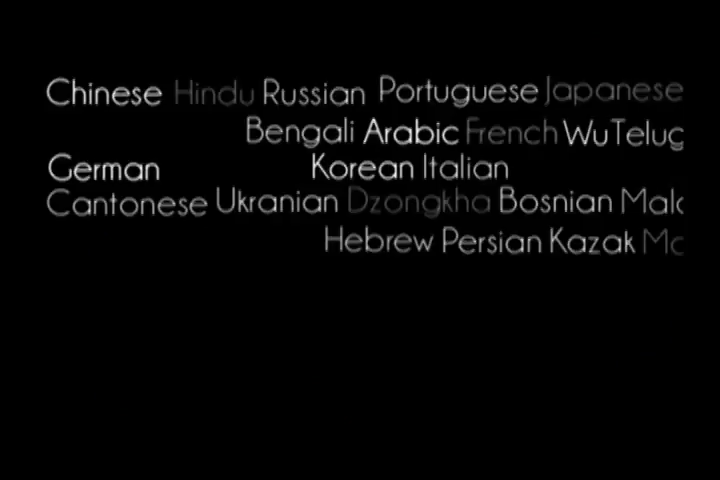 Chinese Hindu Russian Portuguese Japanese
Bengali Arabic French Wu Telug
German Korean Italian
Cantonese Ukranian Dzongkha Bosnian
Hebrew Persian Kazak